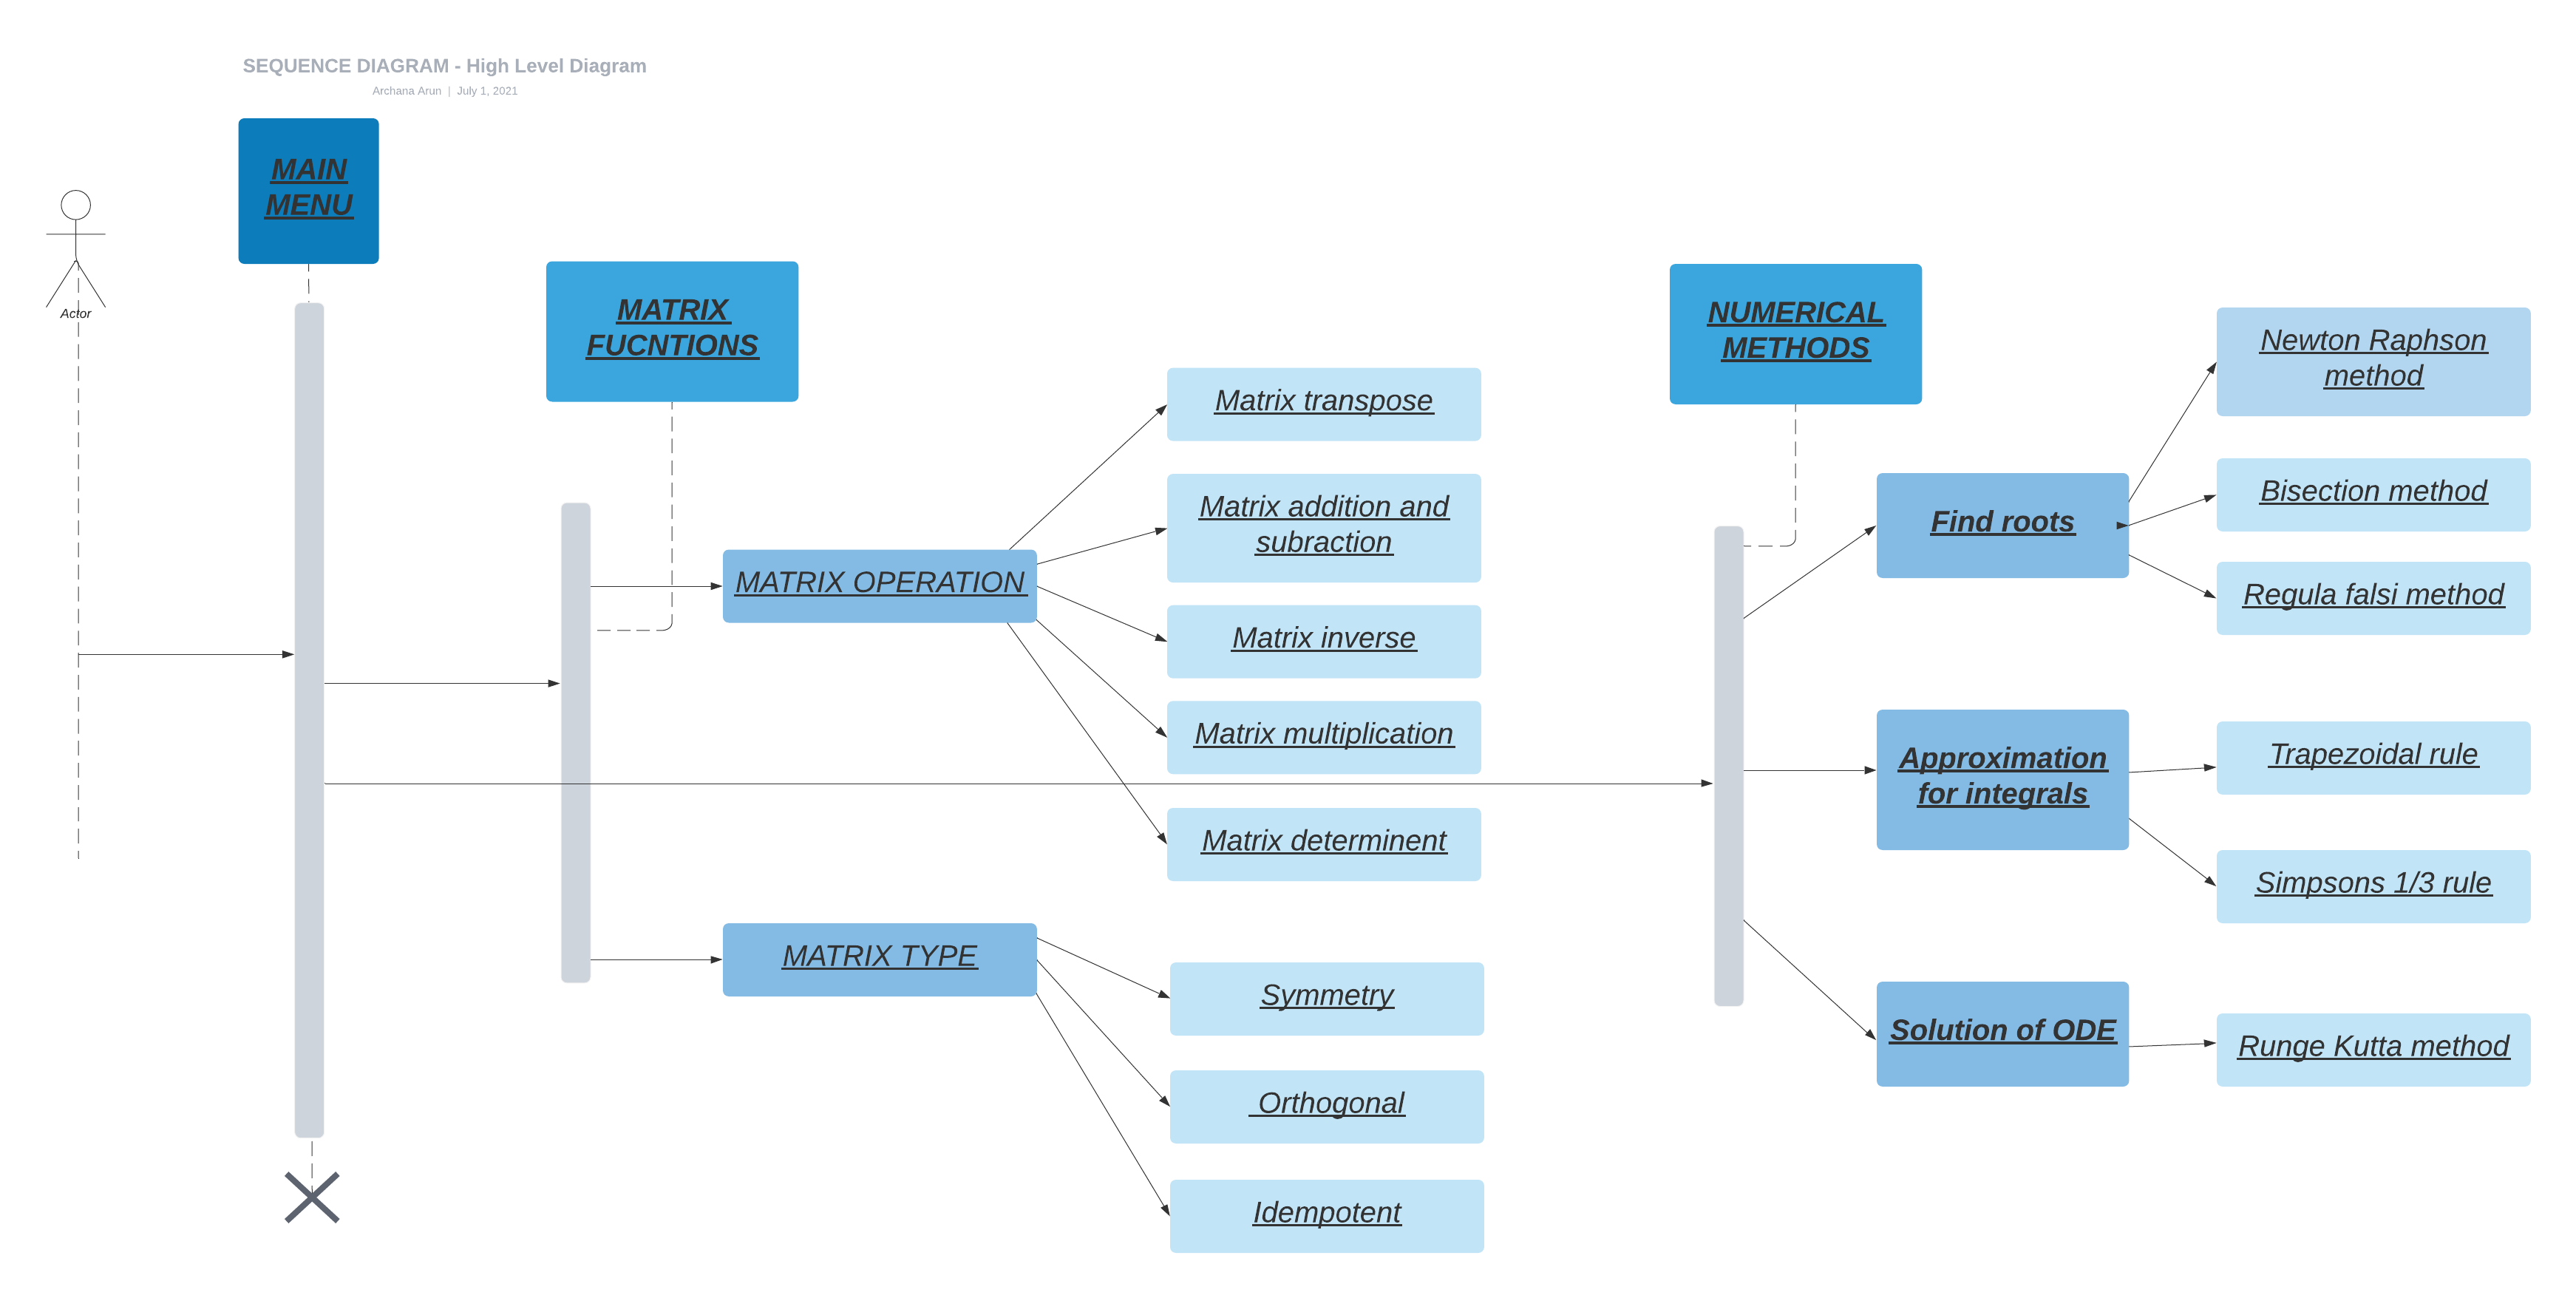 SEQUENCE DIAGRAM - High Level Diagram
Archana Arun | July 1, 2021
MAIN
MENU
Actor
MATRIX
FUCNTIONS
MATRIX OPERATION
Matrix transpose
Matrix addition and
subraction
Matrix inverse
Matrix multiplication
Matrix determinent
MATRIX TYPE
Symmetry
Orthogonal
Idempotent
NUMERICAL
METHODS
Find roots
Newton Raphson
method
Bisection method
Regula falsi method
Approximation
for integrals
Trapezoidal rule
Simpsons 1/3 rule
Solution of ODE
Runge Kutta method